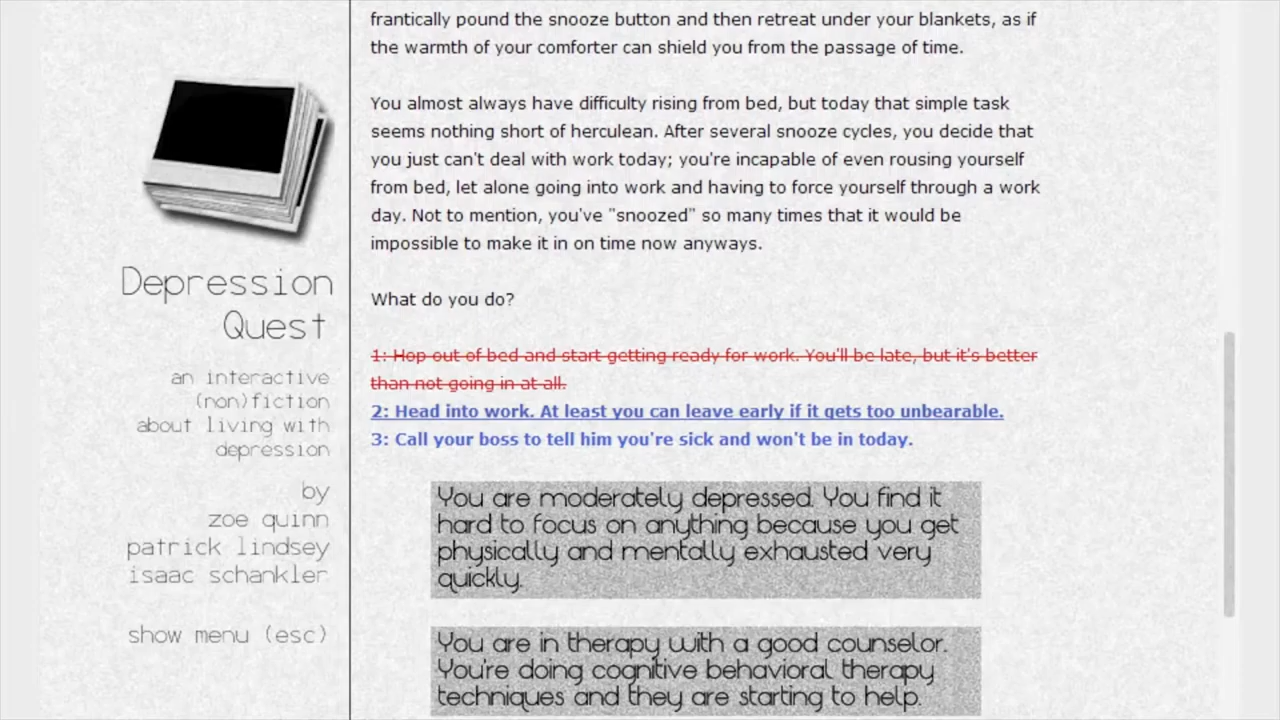 frantically pound the snooze button and then retreat under your blankets, as if
the warmth of your comforter can shield you from the passage of time.
You almost always have difficulty rising from bed, but today that simple task
seems nothing short of herculean. After several snooze cycles, you decide that
you just can't deal with work today; you're incapable of even rousing yourself
from bed, let alone going into work and having to force yourself through a work
day. Not to mention, you've "snoozed" so many times that it would be
impossible to make it in on time now anyways.
What do you do?
1: Hop out of bed and start getting ready for work. You'll be late, but it's better
than not going in at all.
2: Head into work. At least you can leave early if it gets too unbearable.
3: Call your boss to tell him you're sick and won't be in today.
You are moderately depressed. You find it
hard to focus on anything because you get
physically and mentally exhausted very
quickly.
You are in therapy with a good counselor.
You're doing cognitive behavioral therapy
techniques and they are starting to help.
Depression
Quest
an interactive
(non)fiction
about living with
depression
by
zoe quinn
patrick lindsey
isaac schankler
show menu (esc)